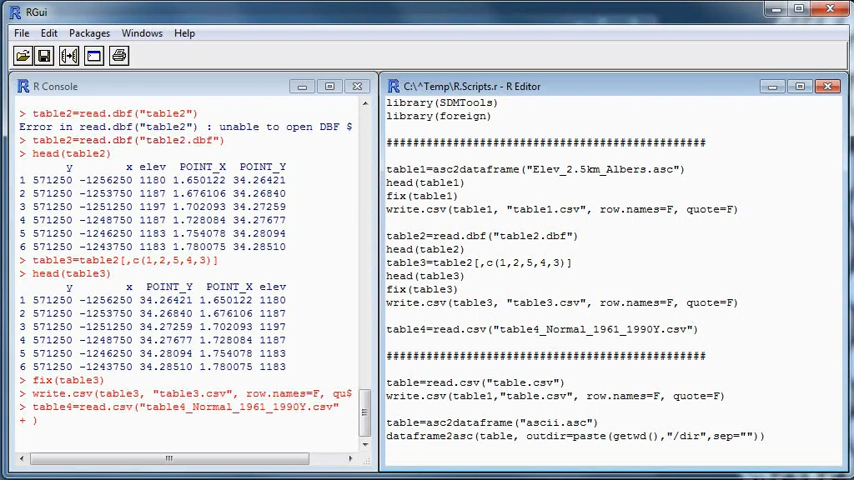 RGui
File Edit Packages Windows Help
R Console
> table2=read.dbf("table2")
Error in read.dbf("table2") : unable to open DBF $
> table2=read.dbf("table2.dbf")
> head(table2)
y x elev POINT_X POINT_Y
1 571250 -1256250 1180 1.650122 34.26421
2 571250 -1253750 1187 1.676106 34.26840
3 571250 -1251250 1197 1.702093 34.27259
4 571250 -1248750 1187 1.728084 34.27677
5 571250 -1246250 1183 1.754078 34.28094
6 571250 -1243750 1183 1.780075 34.28510
> table3=table2[,c(1,2,5,4,3)]
> head(table3)
y x POINT_Y POINT_X elev
1 571250 -1256250 34.26421 1.650122 1180
2 571250 -1253750 34.26840 1.676106 1187
3 571250 -1251250 34.27259 1.702093 1197
4 571250 -1248750 34.27677 1.728084 1187
5 571250 -1246250 34.28094 1.754078 1183
6 571250 -1243750 34.28510 1.780075 1183
> fix(table3)
> write.csv(table3, "table3.csv", row.names=F, qu$
> table4=read.csv("table4_Normal_1961_1990Y.csv"
+ )
C:\^Temp\R.Scripts.r - R Editor
library(SDMTools)
library(foreign)
################################################
table1=asc2dataframe("Elev_2.5km_Albers.asc")
head(table1)
fix(table1)
write.csv(table1, "table1.csv", row.names=F, quote=F)
table2=read.dbf("table2.dbf")
head(table2)
table3=table2[,c(1,2,5,4,3)]
head(table3)
fix(table3)
write.csv(table3, "table3.csv", row.names=F, quote=F)
table4=read.csv("table4_Normal_1961_1990Y.csv")
################################################
table=read.csv("table.csv")
write.csv(table1,"table.csv", row.names=F, quote=F)
table=asc2dataframe("ascii.asc")
dataframe2asc(table, outdir=paste(getwd(),"/dir",sep=""))